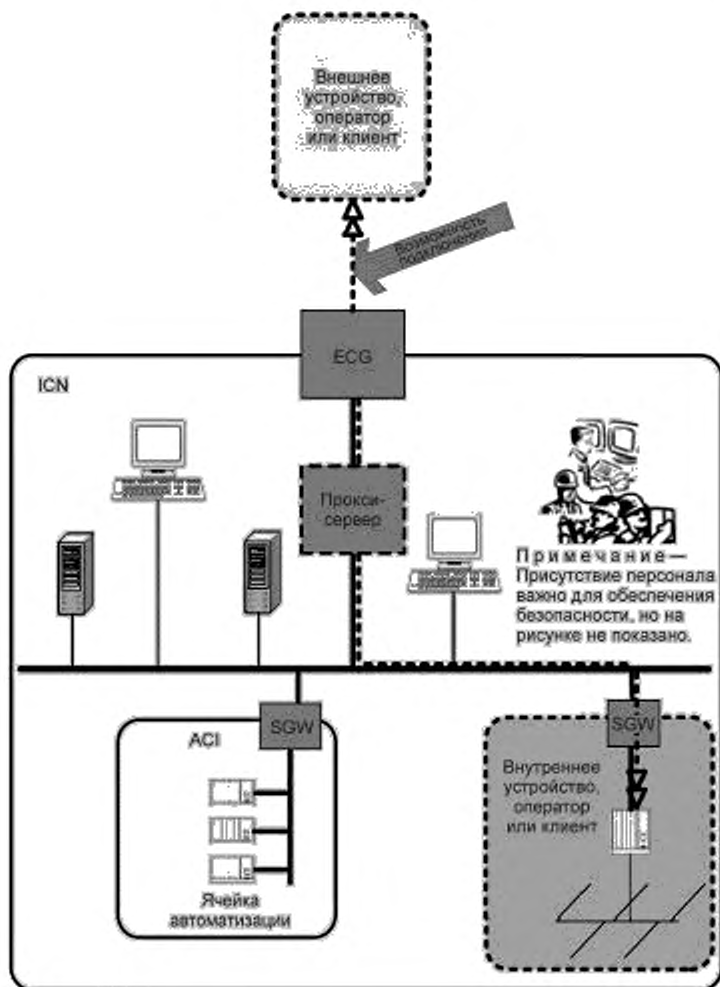 Внешнее
устройство,
оператор
или клиент
Возможность
подключения
ECG
ICN
Прокси-
сервер
Примечание—
Присутствие персонала
важно для обеспечения
безопасности, но на
рисунке не показано.
SGW
ACI
SGW
Внутреннее
устройство,
оператор
или клиент
Ячейка
автоматизации